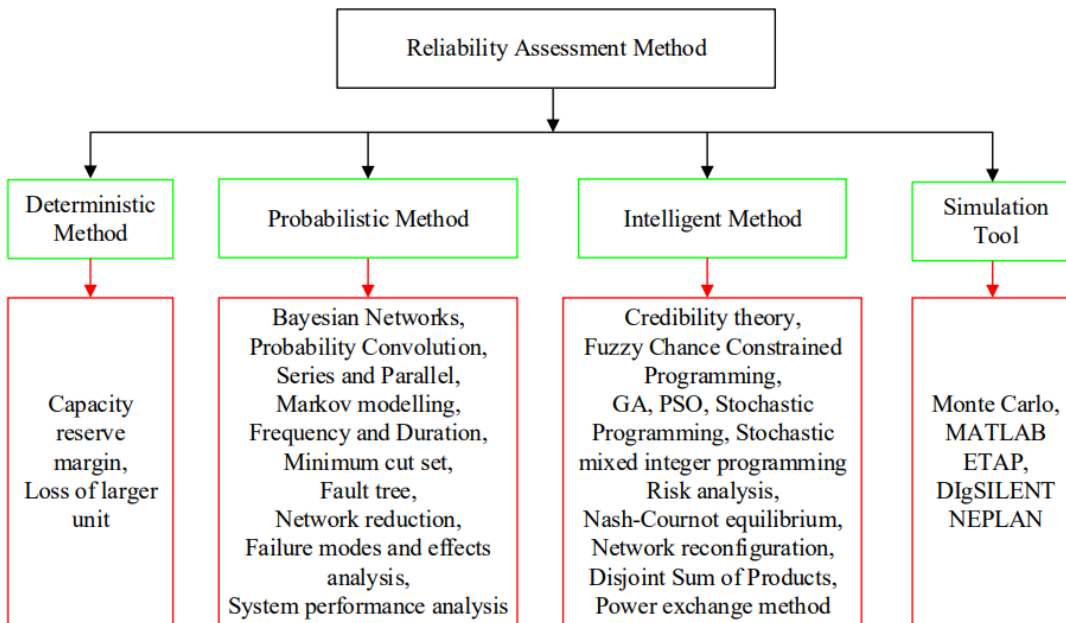 Reliability Assessment Method
Deterministic
Method
Probabilistic Method
Intelligent Method
Simulation
Tool
Capacity
reserve
margin,
Loss of larger
unit
Bayesian Networks,
Probability Convolution,
Series and Parallel,
Markov modelling,
Frequency and Duration,
Minimum cut set,
Fault tree,
Network reduction,
Failure modes and effects
analysis,
System performance analysis
Credibility theory,
Fuzzy Chance Constrained
Programming,
GA, PSO, Stochastic
Programming, Stochastic
mixed integer programming
Risk analysis,
Nash-Cournot equilibrium,
Network reconfiguration,
Disjoint Sum of Products,
Power exchange method
Monte Carlo,
MATLAB
ETAP,
DIgSILENT
NEPLAN